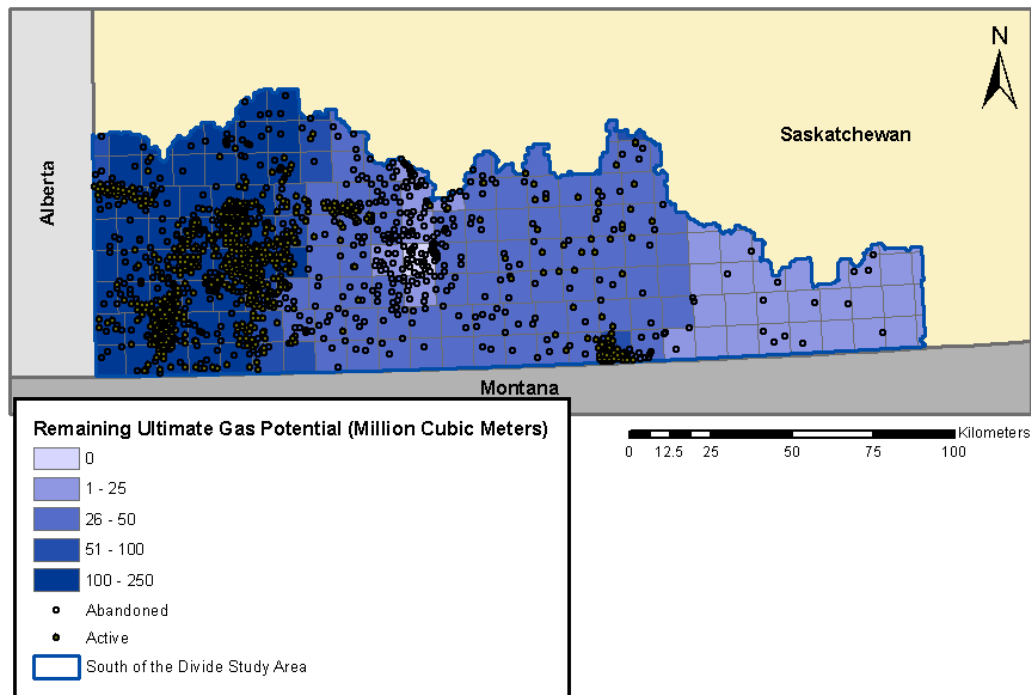 N
Saskatchewan
Alberta
Montana
Remaining Ultimate Gas Potential (Million Cubic Meters)
0
1 - 25
26 - 50
51 - 100
100 - 250
Abandoned
Active
South of the Divide Study Area
Kilometers
0 12.5 25 50 75 100